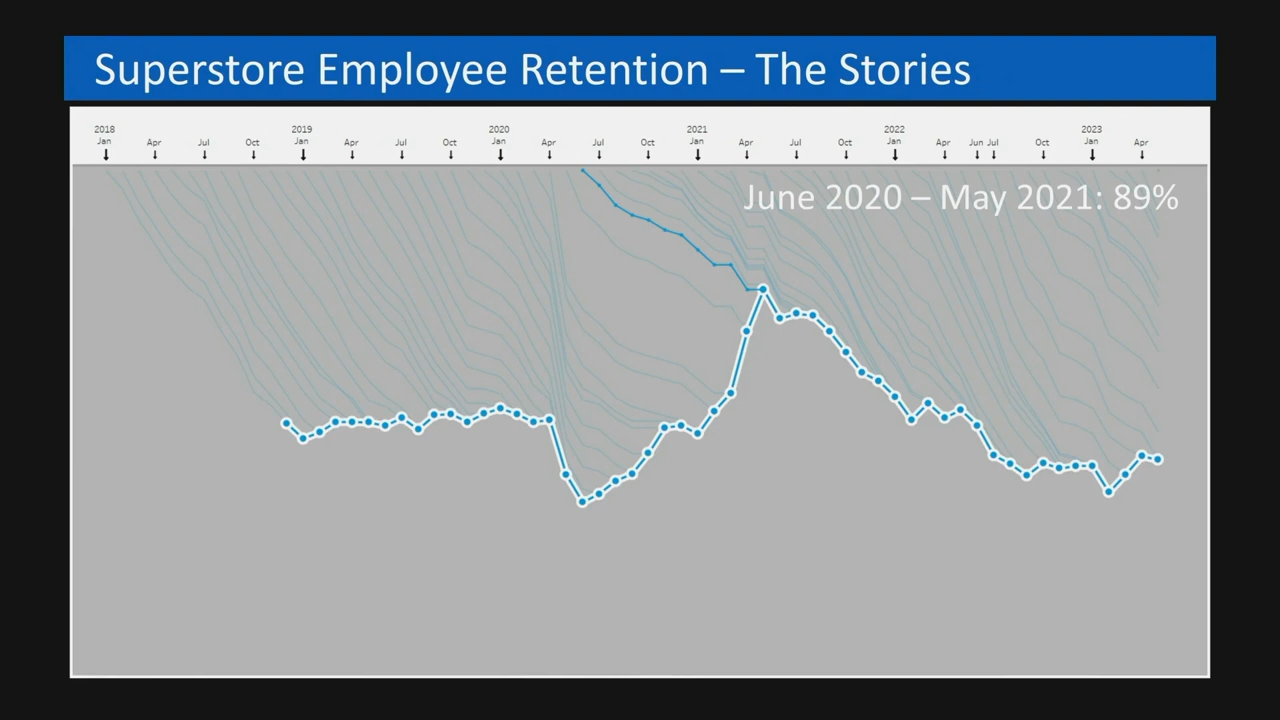 Superstore Employee Retention – The Stories
2018 2019 2020 2021 2022 2023
Jan Apr Jul Oct Jan Apr Jul Oct Jan Apr Jul Oct Jan Apr Jul Oct Jan Apr Jun Jul Oct Jan Apr
June 2020 – May 2021: 89%